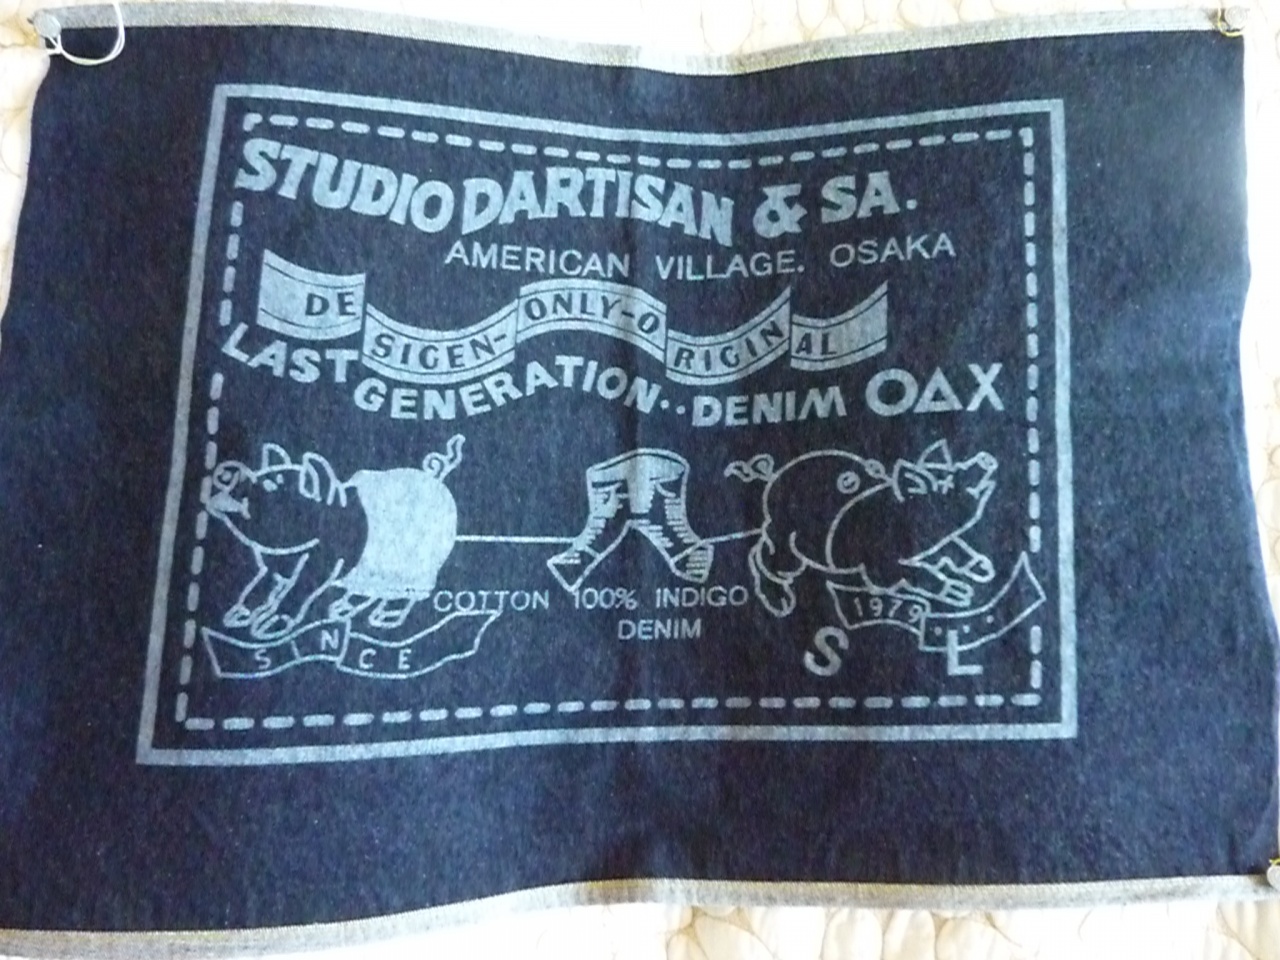 STUDIO DARTISAN & SA.
AMERICAN VILLAGE. OSAKA
DE SIGEN- ONLY-O RIGIN AL
LAST GENERATION..DENIM OΔX
COTTON 100% INDIGO
DENIM
S N C E
1979
S L